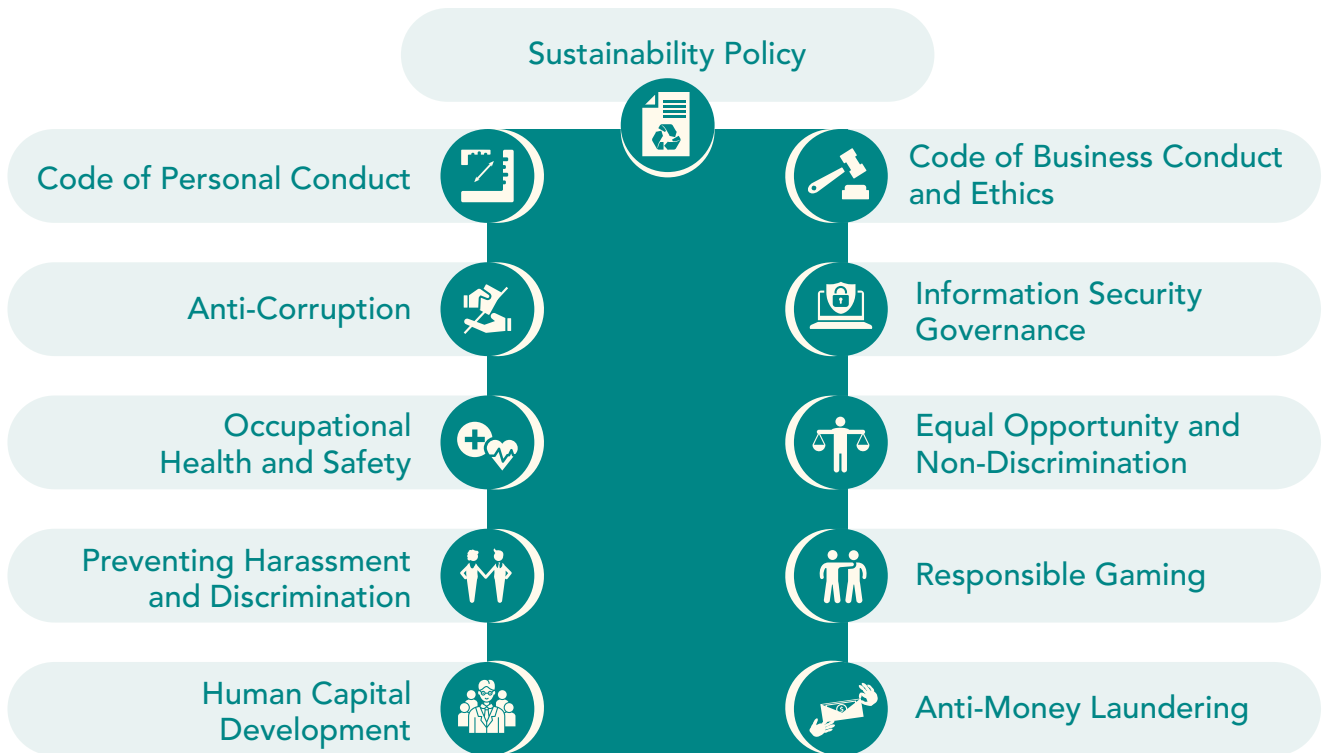 Sustainability Policy
Code of Personal Conduct
Code of Business Conduct
and Ethics
Anti-Corruption
Information Security
Governance
Occupational
Health and Safety
Equal Opportunity and
Non-Discrimination
Preventing Harassment
and Discrimination
Responsible Gaming
Human Capital
Development
Anti-Money Laundering